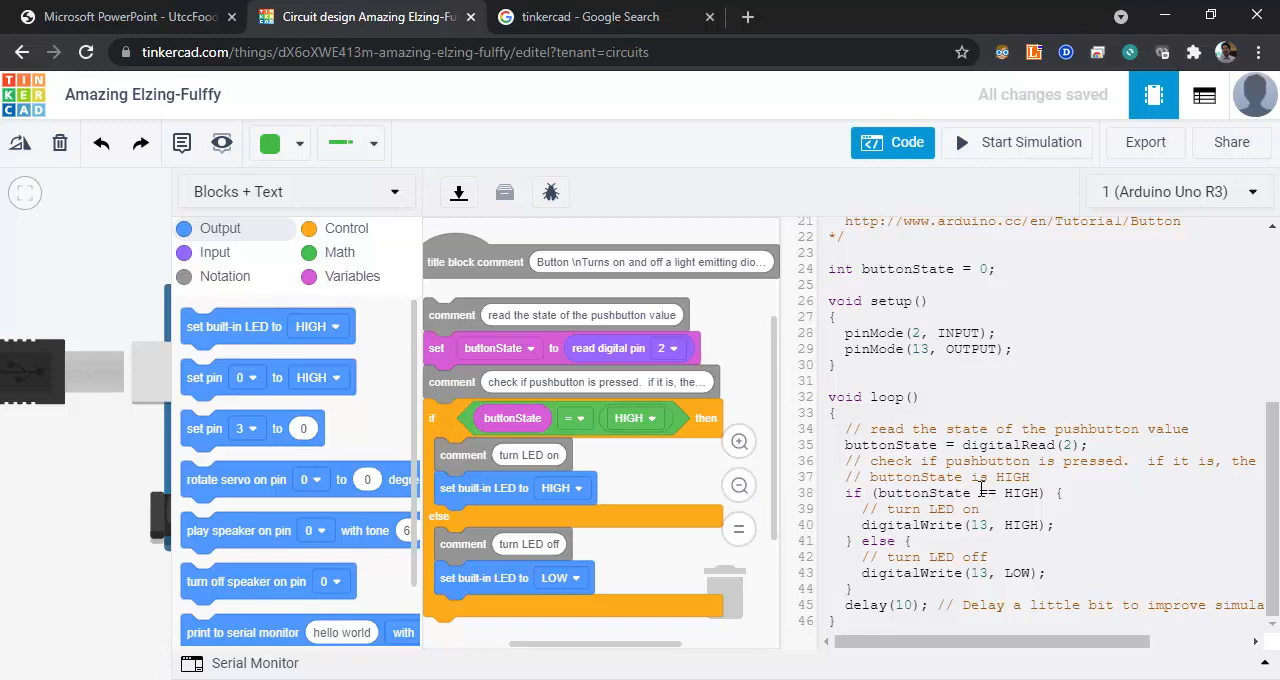 Microsoft PowerPoint - UtccFood
Circuit design Amazing Elzing-Fu
tinkercad - Google Search
tinkercad.com/things/dX6oXWE413m-amazing-elzing-fulffy/editel?tenant=circuits
TIN
KER
CAD
Amazing Elzing-Fulffy
All changes saved
Code
Start Simulation
Export
Share
Blocks + Text
1 (Arduino Uno R3)
Output
Control
Input
Math
Notation
Variables
set built-in LED to HIGH
set pin 0 to HIGH
set pin 3 to 0
rotate servo on pin 0 to 0 degre
play speaker on pin 0 with tone 6
turn off speaker on pin 0
print to serial monitor hello world with
title block comment Button \nTurns on and off a light emitting dio...
comment read the state of the pushbutton value
set buttonState to read digital pin 2
comment check if pushbutton is pressed. if it is, the...
if buttonState = HIGH then
comment turn LED on
set built-in LED to HIGH
else
comment turn LED off
set built-in LED to LOW
21 http://www.arduino.cc/en/Tutorial/Button
22 */
23
24 int buttonState = 0;
25
26 void setup()
27 {
28 pinMode(2, INPUT);
29 pinMode(13, OUTPUT);
30 }
31
32 void loop()
33 {
34 // read the state of the pushbutton value
35 buttonState = digitalRead(2);
36 // check if pushbutton is pressed. if it is, the
37 // buttonState is HIGH
38 if (buttonState == HIGH) {
39 // turn LED on
40 digitalWrite(13, HIGH);
41 } else {
42 // turn LED off
43 digitalWrite(13, LOW);
44 }
45 delay(10); // Delay a little bit to improve simula
46 }
Serial Monitor